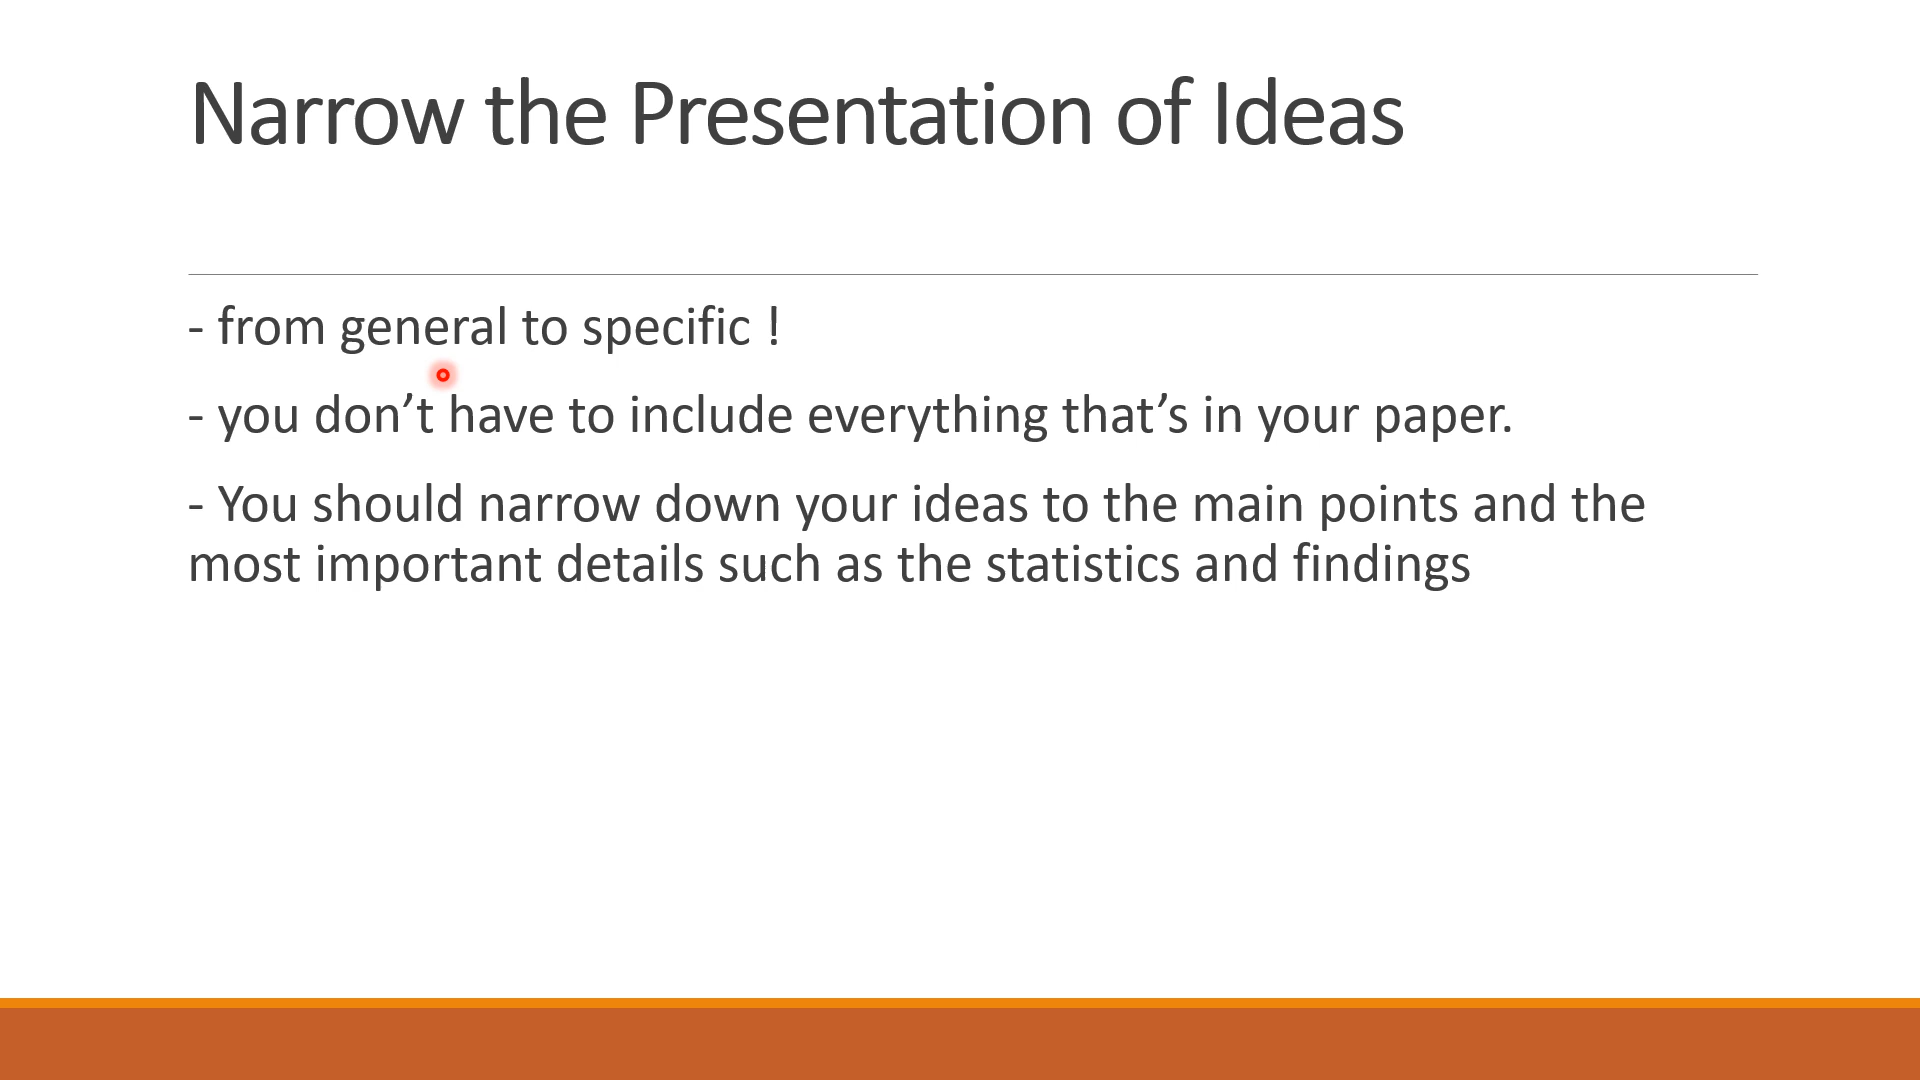 Narrow the Presentation of Ideas
- from general to specific !
- you don’t have to include everything that’s in your paper.
- You should narrow down your ideas to the main points and the
most important details such as the statistics and findings